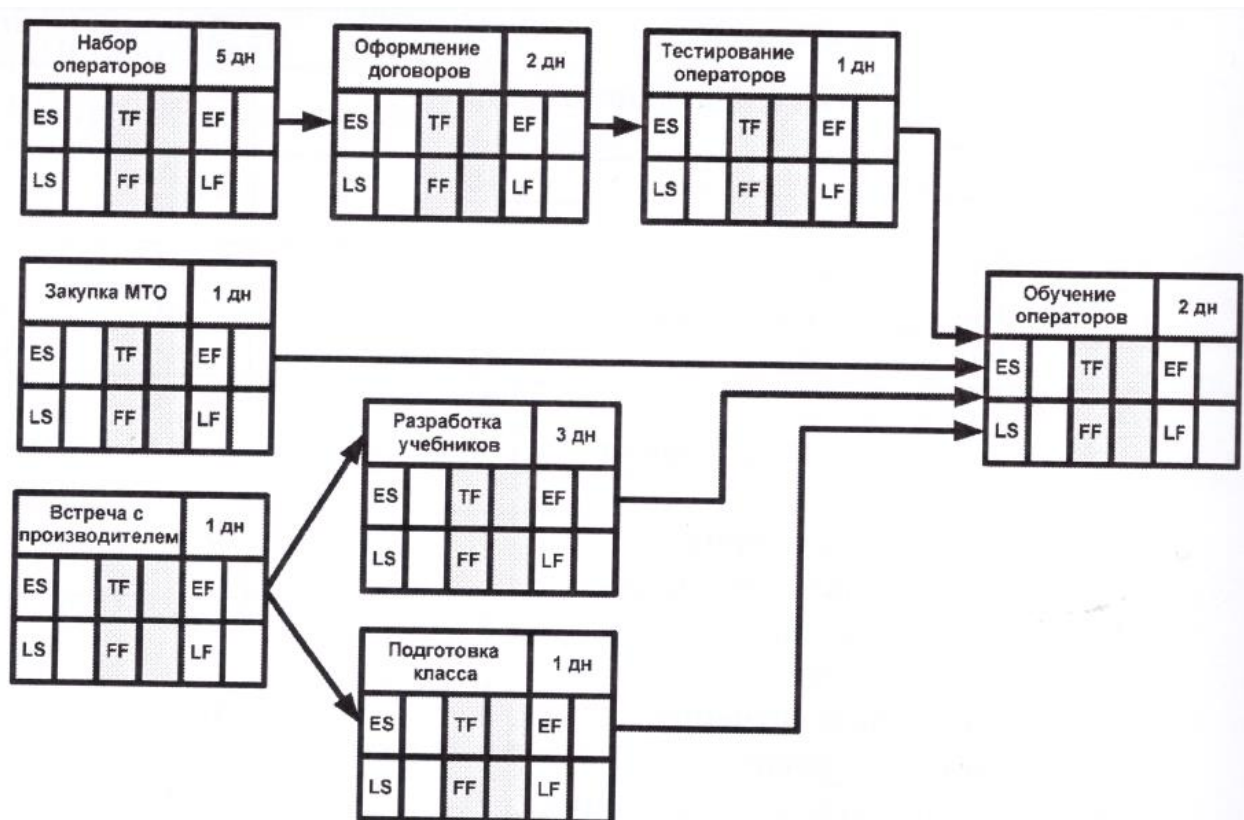 Набор
операторов
5 дн
ES TF EF
LS FF LF
Оформление
договоров
2 дн
ES TF EF
LS FF LF
Тестирование
операторов
1 дн
ES TF EF
LS FF LF
Закупка МТО
1 дн
ES TF EF
LS FF LF
Обучение
операторов
2 дн
ES TF EF
LS FF LF
Разработка
учебников
3 дн
ES TF EF
LS FF LF
Встреча с
производителем
1 дн
ES TF EF
LS FF LF
Подготовка
класса
1 дн
ES TF EF
LS FF LF